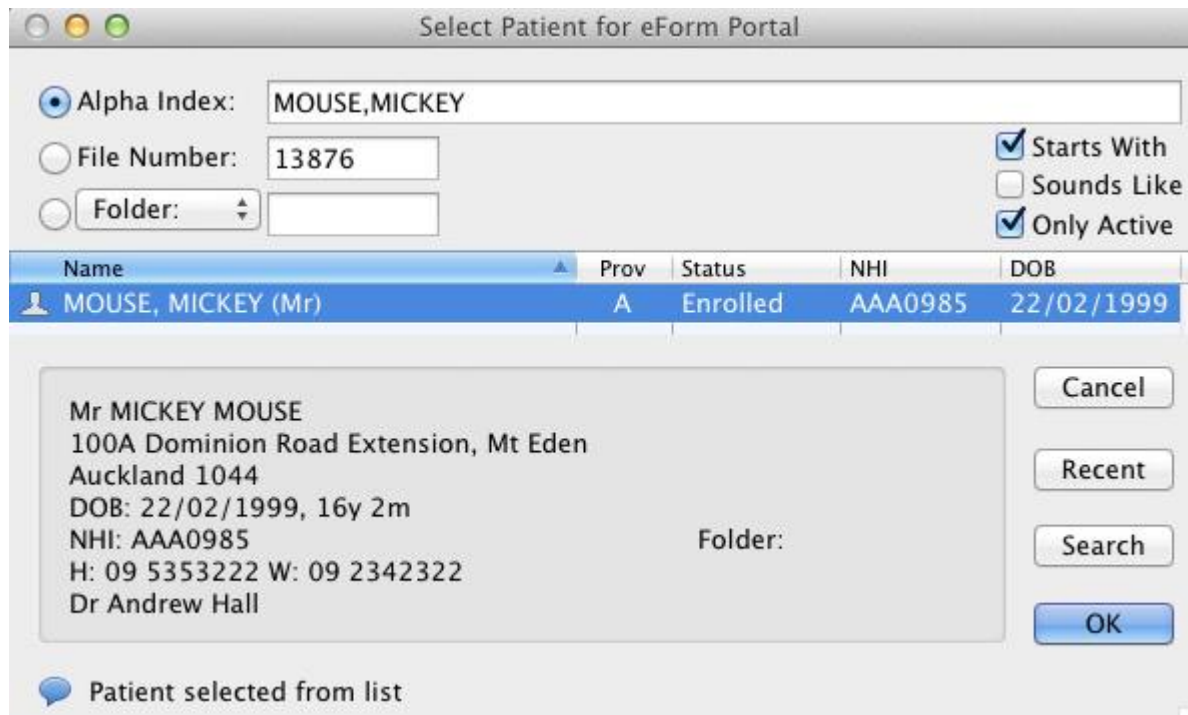 Select Patient for eForm Portal
Alpha Index: MOUSE,MICKEY
File Number: 13876
Starts With
Sounds Like
Folder:
Only Active
Name Prov Status NHI DOB
MOUSE, MICKEY (Mr) A Enrolled AAA0985 22/02/1999
Mr MICKEY MOUSE
100A Dominion Road Extension, Mt Eden
Auckland 1044
DOB: 22/02/1999, 16y 2m
NHI: AAA0985 Folder:
H: 09 5353222 W: 09 2342322
Dr Andrew Hall
Cancel
Recent
Search
OK
Patient selected from list